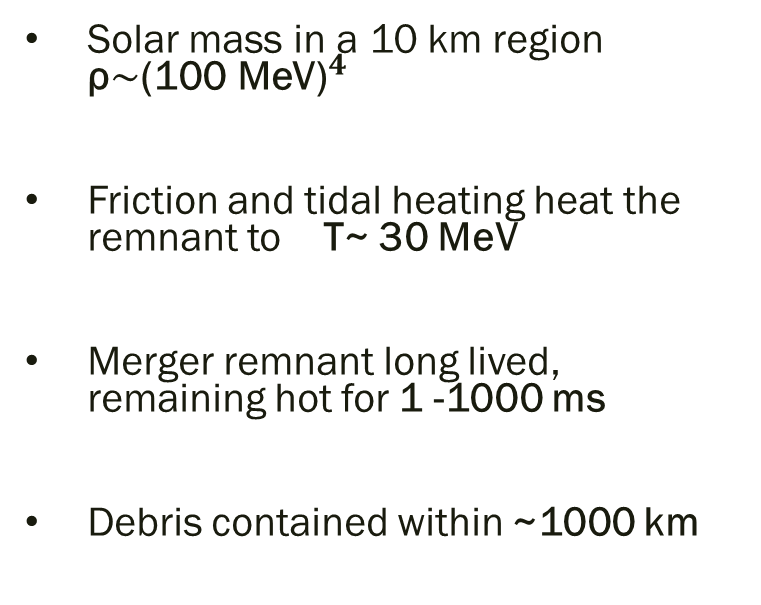 • Solar mass in a 10 km region
ρ~(100 MeV)⁴
• Friction and tidal heating heat the
remnant to T~ 30 MeV
• Merger remnant long lived,
remaining hot for 1 -1000 ms
• Debris contained within ~1000 km